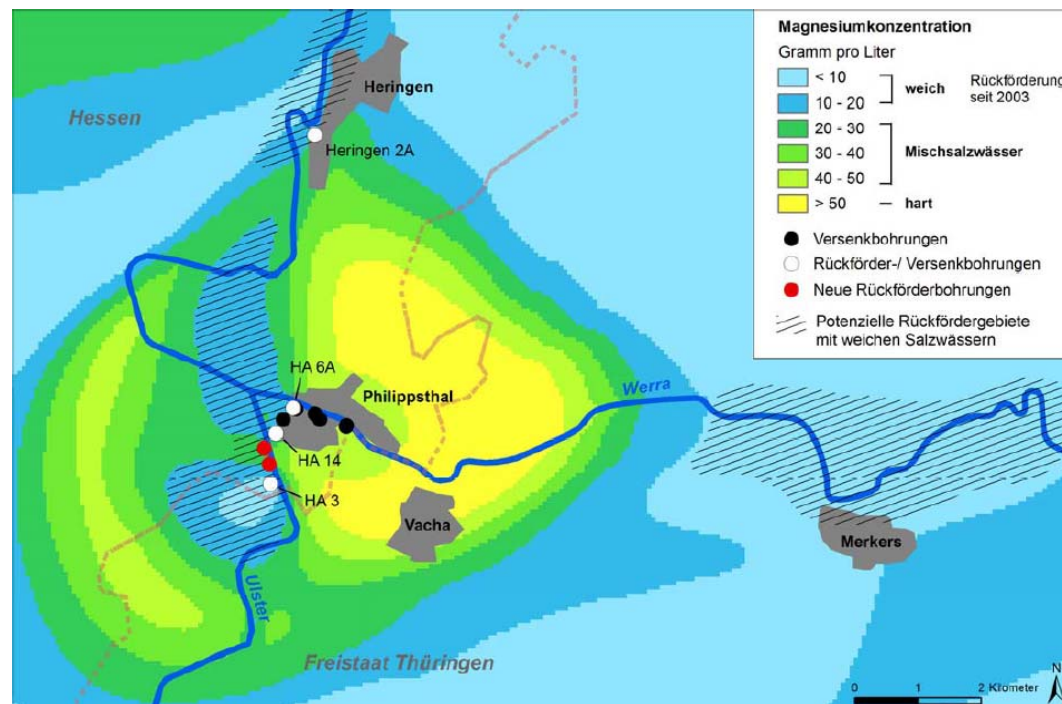 Magnesiumkonzentration
Gramm pro Liter
< 10
10 - 20
weich
Rückförderung
seit 2003
20 - 30
30 - 40
40 - 50
Mischsalzwässer
> 50
hart
Versenkbohrungen
Rückförder-/ Versenkbohrungen
Neue Rückförderbohrungen
Potenzielle Rückfördergebiete
mit weichen Salzwässern
Hessen
Heringen
Heringen 2A
HA 6A
Philippsthal
Werra
HA 14
HA 3
Vacha
Merkers
Ulster
Freistaat Thüringen
0 1 2 Kilometer
N